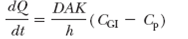 dQ/dt = DAK/h (C_GI − C_p)